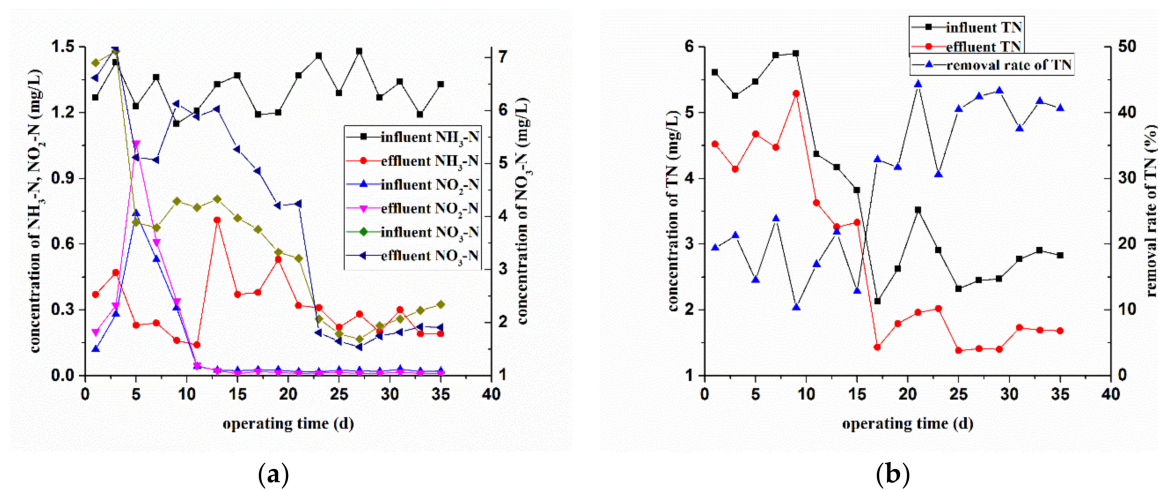 concentration of NH3-N, NO2-N (mg/L)
1.5
1.2
0.9
0.6
0.3
0.0
0 5 10 15 20 25 30 35 40
operating time (d)
7
6
5
4
3
2
1
concentration of NO3-N (mg/L)
influent NH3-N
effluent NH3-N
influent NO2-N
effluent NO2-N
influent NO3-N
effluent NO3-N
(a)
concentration of TN (mg/L)
6
5
4
3
2
1
0 5 10 15 20 25 30 35 40
operating time (d)
50
40
30
20
10
0
removal rate of TN (%)
influent TN
effluent TN
removal rate of TN
(b)